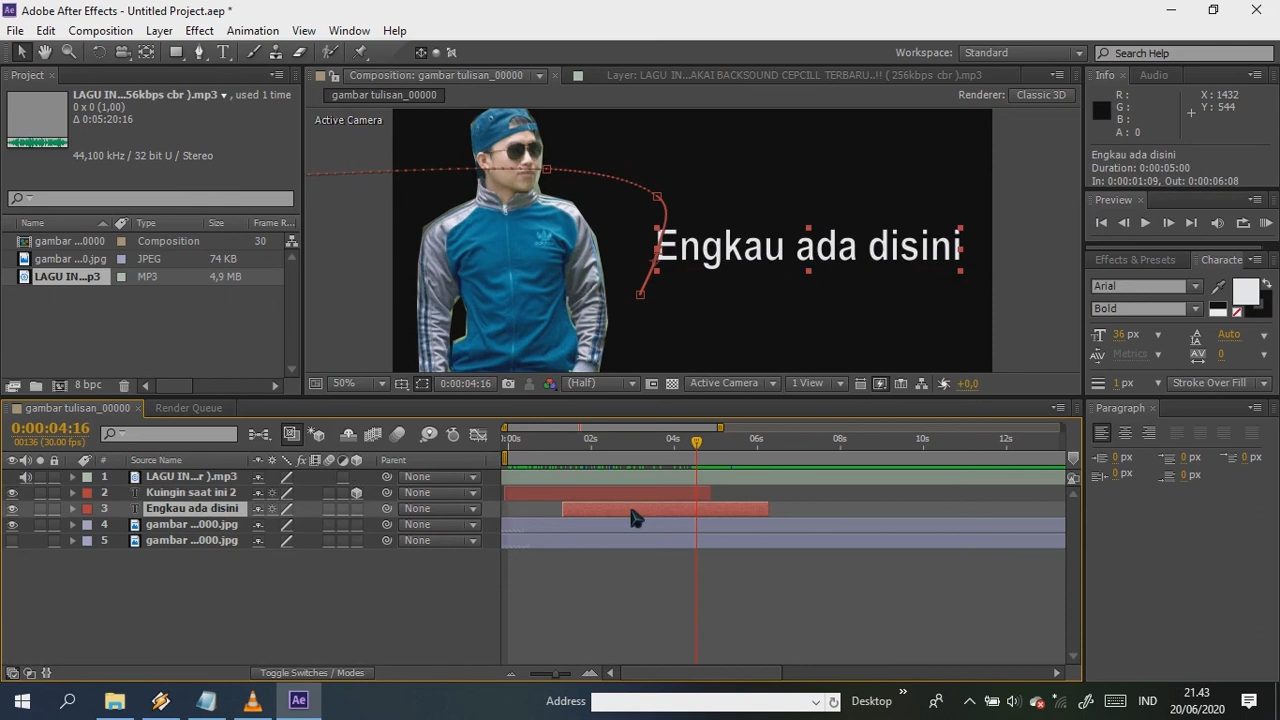 Adobe After Effects - Untitled Project.aep *
File Edit Composition Layer Effect Animation View Window Help
Workspace: Standard Search Help
Project
Composition: gambar tulisan_00000
Layer: LAGU IN...AKAI BACKSOUND CEPCILL TERBARU..!! ( 256kbps cbr ).mp3
Info Audio
LAGU IN...56kbps cbr ).mp3 , used 1 time
0 x 0 (1,00)
Δ 0:05:20:16
44,100 kHz / 32 bit U / Stereo
gambar tulisan_00000
Renderer: Classic 3D
Active Camera
R :
G :
B :
A : 0
X : 1432
Y : 544
Engkau ada disini
Duration: 0:00:05:00
In: 0:00:01:09, Out: 0:00:06:08
Preview
Name Type Size Frame R...
gambar ...0000 Composition 30
gambar ...0.jpg JPEG 74 KB
LAGU IN...p3 MP3 4,9 MB
Engkau ada disini
adidas
Effects & Presets Characte
Arial
Bold
36 px Auto
Metrics 0
1 px Stroke Over Fill
8 bpc
50% 0:00:04:16 (Half) Active Camera 1 View +0,0
gambar tulisan_00000 Render Queue
Paragraph
0:00:04:16
00136 (30.00 fps)
:00s 02s 04s 06s 08s 10s 12s
# Source Name Parent
1 LAGU IN...r ).mp3 None
2 Kuingin saat ini 2 None
3 Engkau ada disini None
4 gambar ...000.jpg None
5 gambar ...000.jpg None
0 px 0 px 0 px
0 px 0 px
Toggle Switches / Modes
Address Desktop IND
21.43
20/06/2020